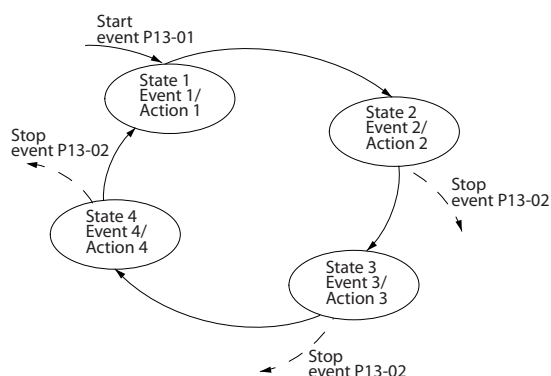 Start
event P13-01
State 1
Event 1/
Action 1
State 2
Event 2/
Action 2
Stop
event P13-02
Stop
event P13-02
State 4
Event 4/
Action 4
State 3
Event 3/
Action 3
Stop
event P13-02